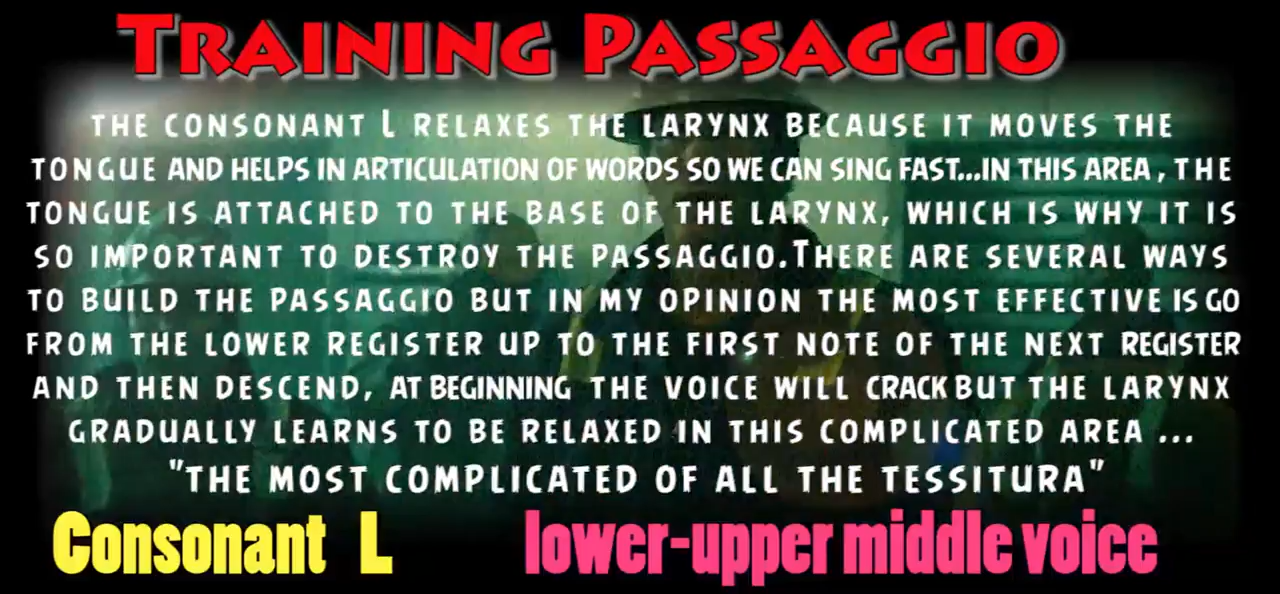 TRAINING PASSAGGIO
THE CONSONANT L RELAXES THE LARYNX BECAUSE IT MOVES THE
TONGUE AND HELPS IN ARTICULATION OF WORDS SO WE CAN SING FAST...IN THIS AREA, THE
TONGUE IS ATTACHED TO THE BASE OF THE LARYNX, WHICH IS WHY IT IS
SO IMPORTANT TO DESTROY THE PASSAGGIO.THERE ARE SEVERAL WAYS
TO BUILD THE PASSAGGIO BUT IN MY OPINION THE MOST EFFECTIVE IS GO
FROM THE LOWER REGISTER UP TO THE FIRST NOTE OF THE NEXT REGISTER
AND THEN DESCEND, AT BEGINNING THE VOICE WILL CRACK BUT THE LARYNX
GRADUALLY LEARNS TO BE RELAXED IN THIS COMPLICATED AREA ...
"THE MOST COMPLICATED OF ALL THE TESSITURA"
Consonant L lower-upper middle voice